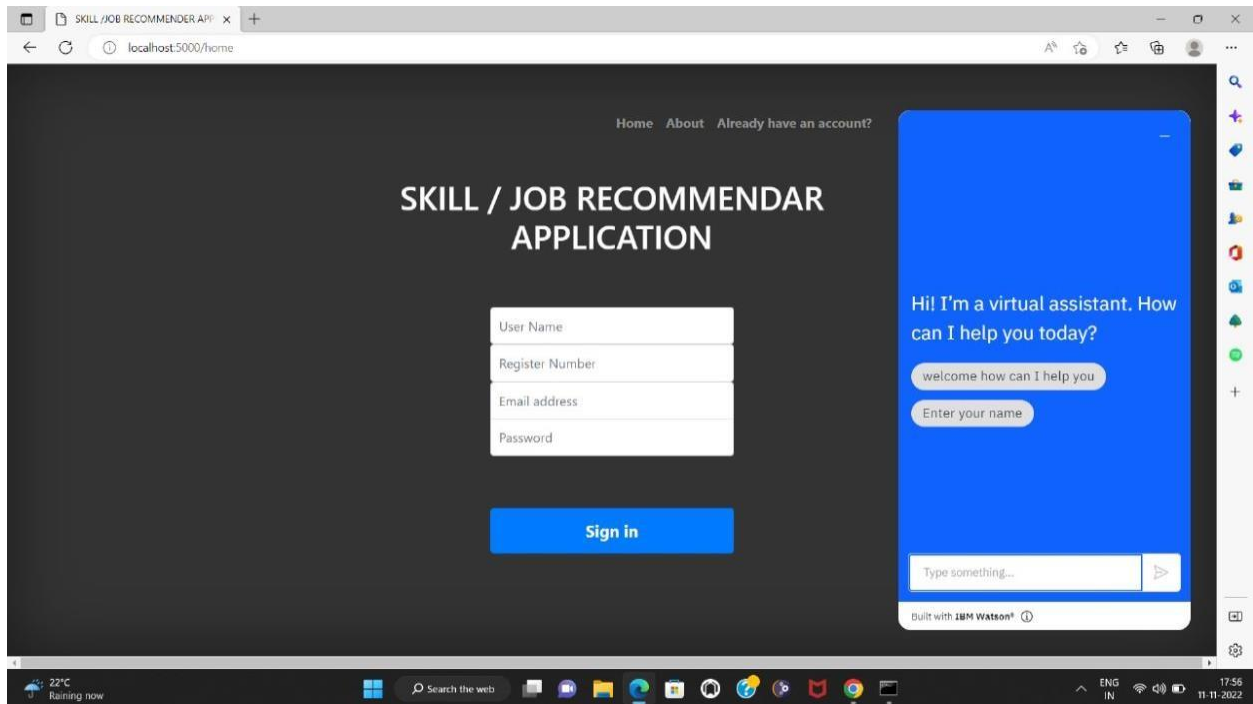 SKILL /JOB RECOMMENDER APP
localhost:5000/home
Home About Already have an account?
SKILL / JOB RECOMMENDAR
APPLICATION
User Name
Register Number
Email address
Password
Sign in
Hi! I'm a virtual assistant. How
can I help you today?
welcome how can I help you
Enter your name
Type something...
Built with IBM Watson®
22°C
Raining now
Search the web
ENG
IN
17:56
11-11-2022